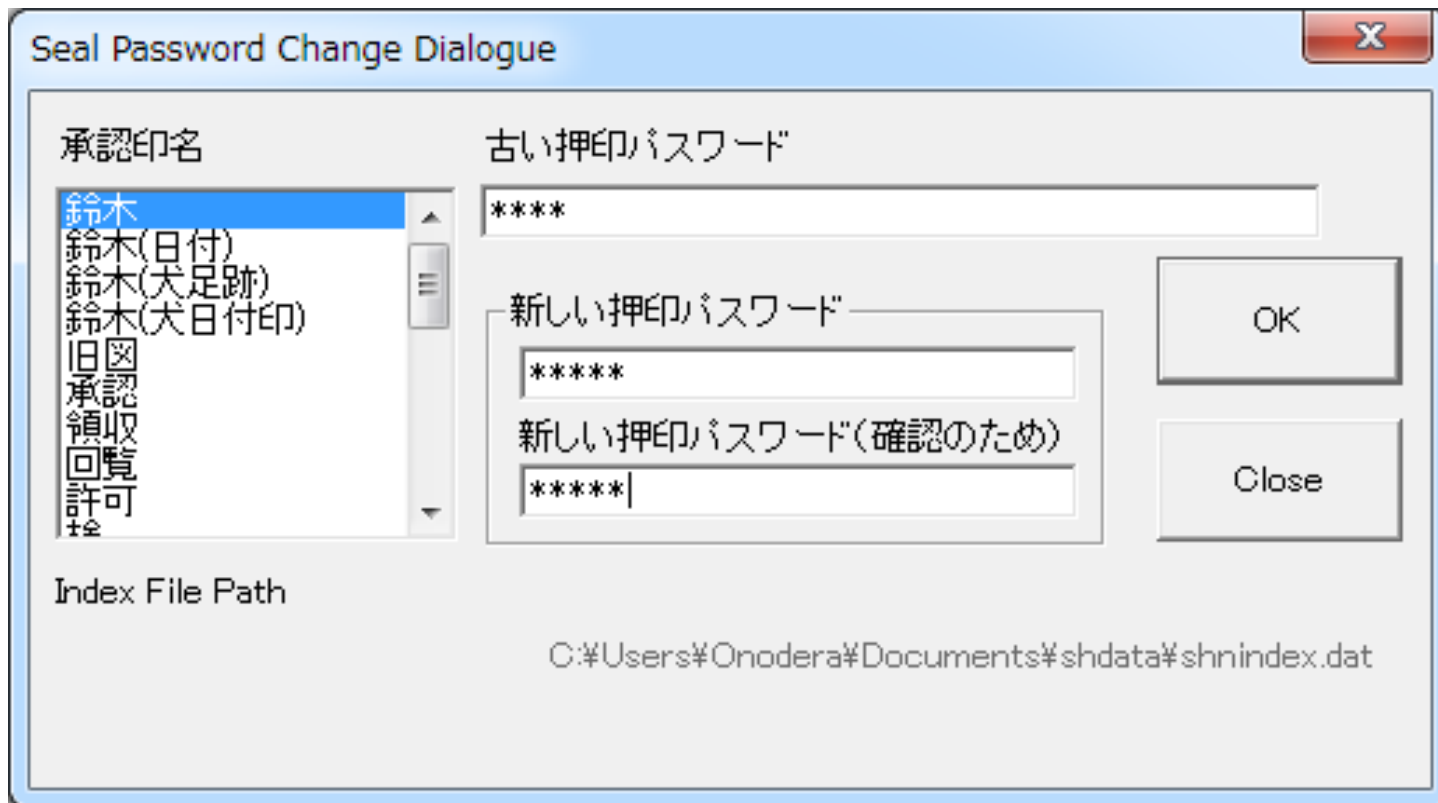 Seal Password Change Dialogue
承認印名
鈴木
鈴木(日付)
鈴木(犬足跡)
鈴木(犬日付印)
旧図
承認
領収
回覧
許可
古い押印パスワード
****
新しい押印パスワード
*****
新しい押印パスワード(確認のため)
*****
OK
Close
Index File Path
C:¥Users¥Onodera¥Documents¥shdata¥shnindex.dat